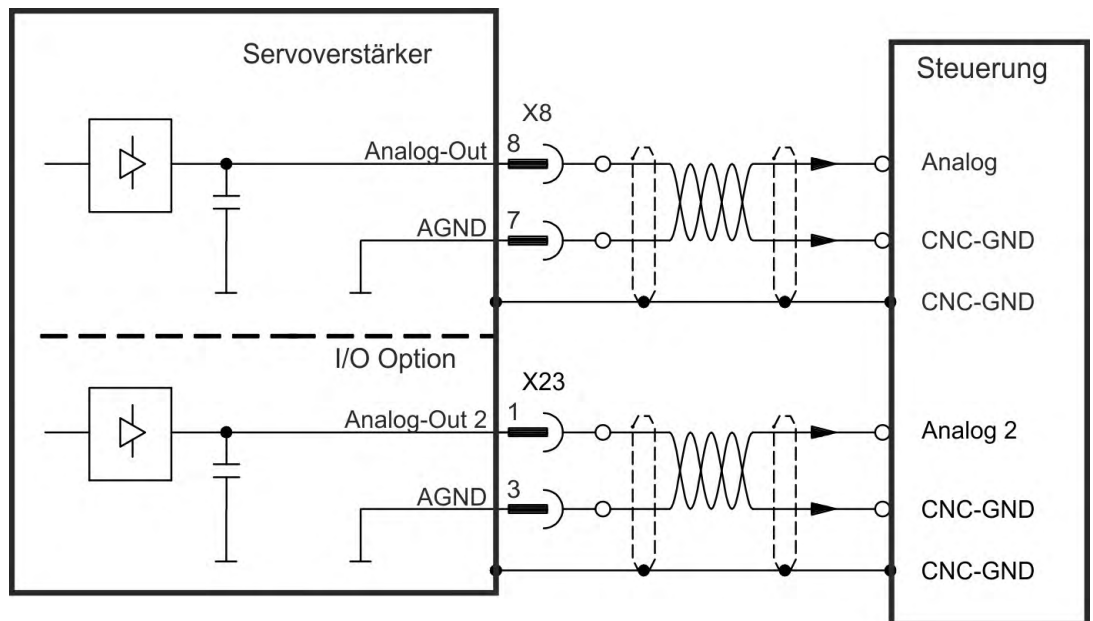 Servoverstärker
Steuerung
X8
Analog-Out 8
Analog
AGND 7
CNC-GND
CNC-GND
I/O Option
X23
Analog-Out 2 1
Analog 2
AGND 3
CNC-GND
CNC-GND